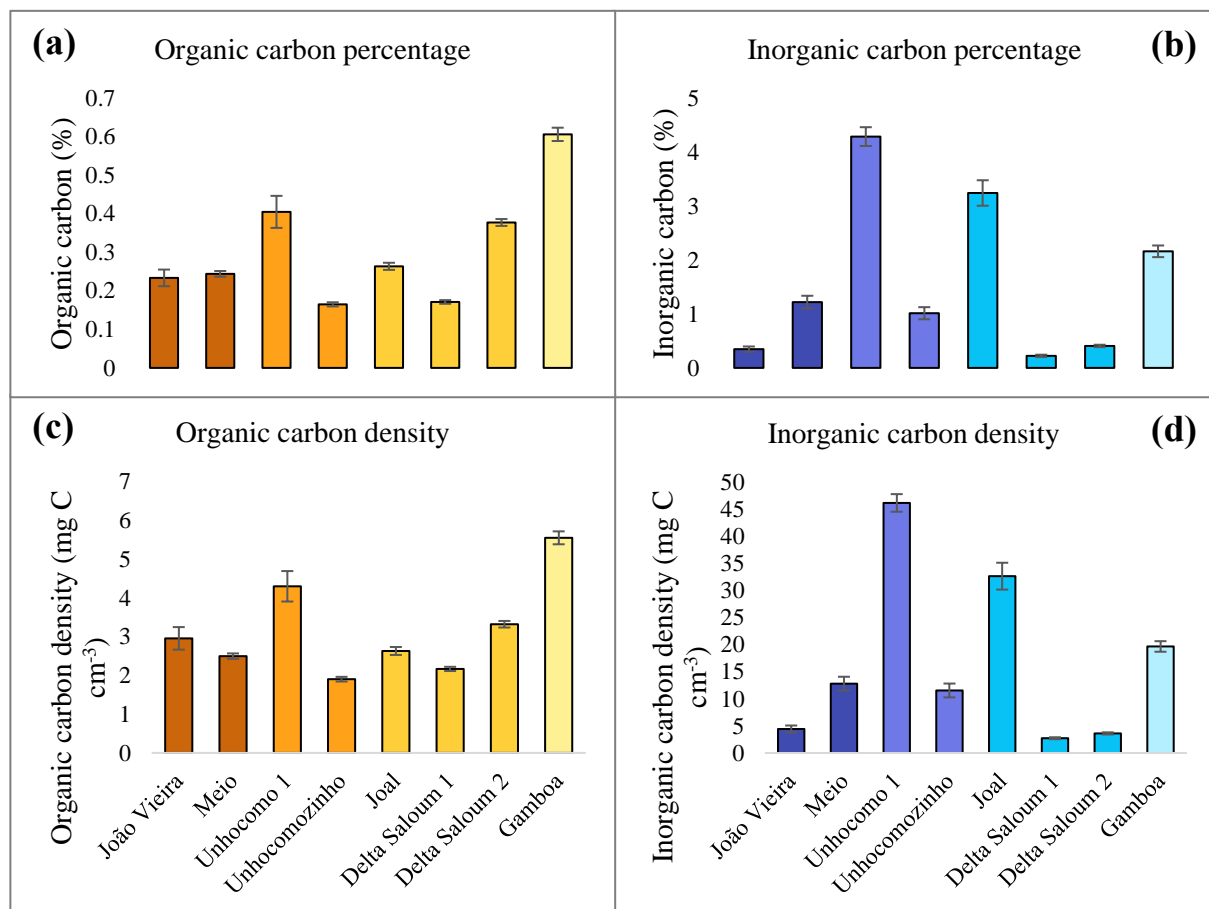 (a)
Organic carbon percentage
Organic carbon (%)
0.7
0.6
0.5
0.4
0.3
0.2
0.1
0
(b)
Inorganic carbon percentage
Inorganic carbon (%)
5
4
3
2
1
0
(c)
Organic carbon density
Organic carbon density (mg C
cm-3)
7
6
5
4
3
2
1
0
João Vieira
Meio
Unhocomo 1
Unhocomozinho
Joal
Delta Saloum 1
Delta Saloum 2
Gamboa
(d)
Inorganic carbon density
Inorganic carbon density (mg C
cm-3)
50
45
40
35
30
25
20
15
10
5
0
João Vieira
Meio
Unhocomo 1
Unhocomozinho
Joal
Delta Saloum 1
Delta Saloum 2
Gamboa